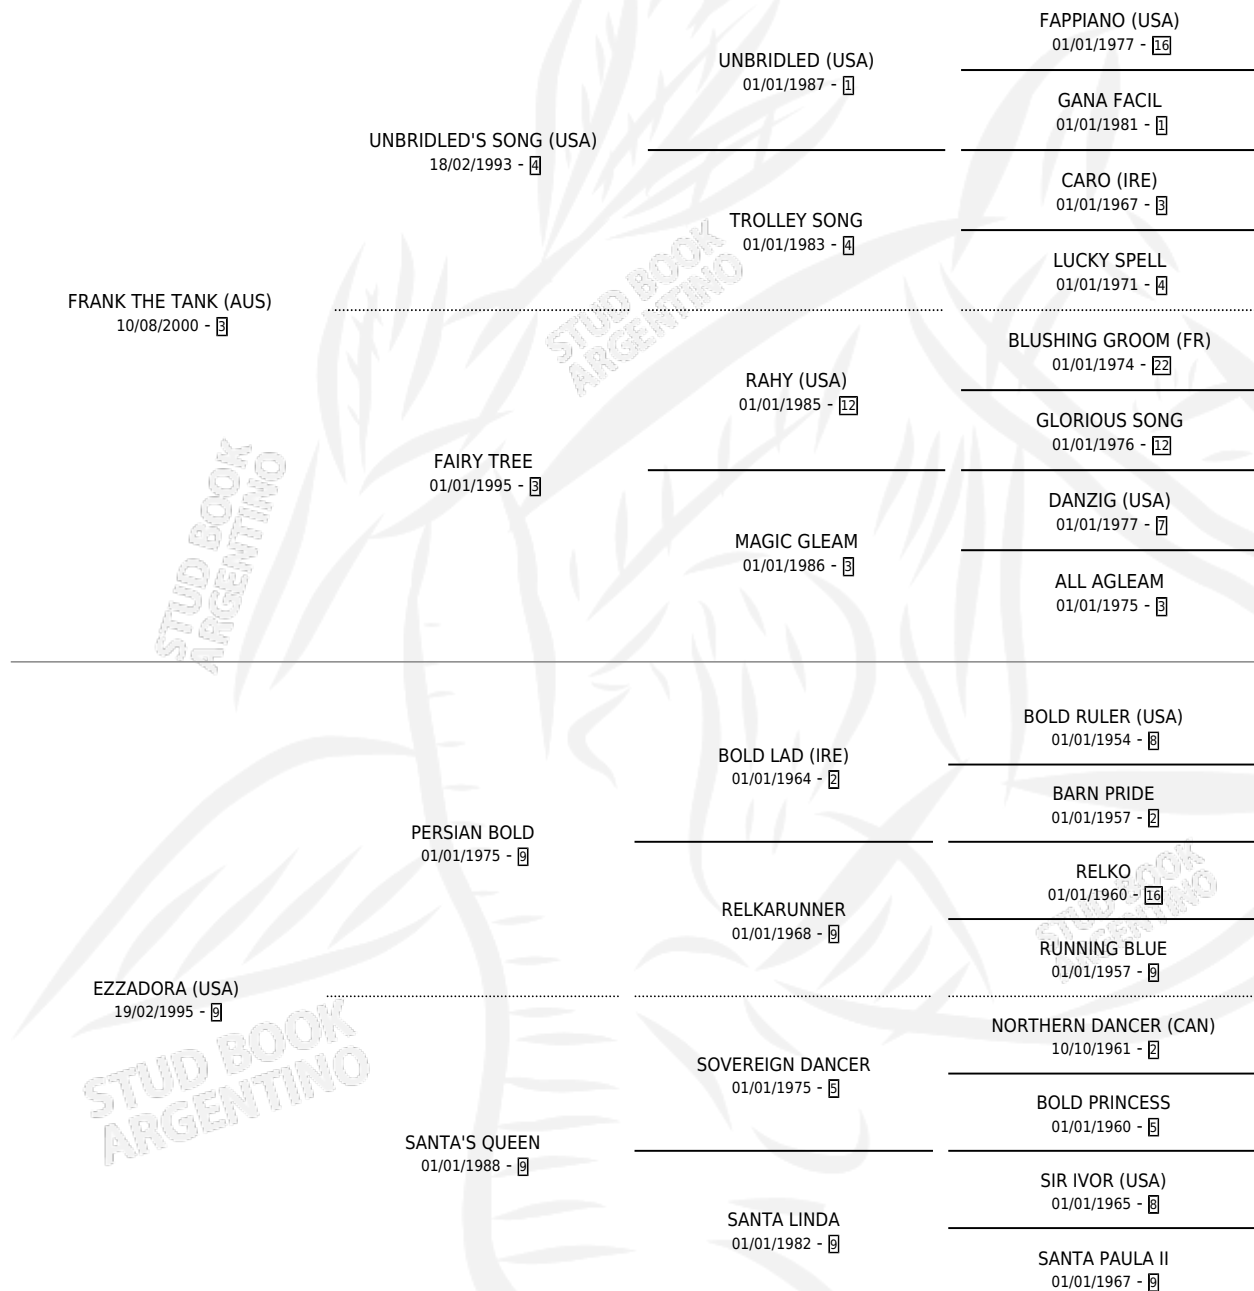 FAPPIANO (USA)
01/01/1977 - 16
UNBRIDLED (USA)
01/01/1987 - 1
GANA FACIL
01/01/1981 - 1
UNBRIDLED'S SONG (USA)
18/02/1993 - 4
CARO (IRE)
01/01/1967 - 3
TROLLEY SONG
01/01/1983 - 4
LUCKY SPELL
01/01/1971 - 4
FRANK THE TANK (AUS)
10/08/2000 - 3
STUD BOOK
ARGENTINO
BLUSHING GROOM (FR)
01/01/1974 - 22
RAHY (USA)
01/01/1985 - 12
GLORIOUS SONG
01/01/1976 - 12
FAIRY TREE
01/01/1995 - 3
DANZIG (USA)
01/01/1977 - 7
MAGIC GLEAM
01/01/1986 - 3
ALL AGLEAM
01/01/1975 - 3
STUD BOOK
ARGENTINO
BOLD RULER (USA)
01/01/1954 - 8
BOLD LAD (IRE)
01/01/1964 - 2
BARN PRIDE
01/01/1957 - 2
PERSIAN BOLD
01/01/1975 - 9
RELKO
01/01/1960 - 16
STUD BOOK
ARGENTINO
RELKARUNNER
01/01/1968 - 9
RUNNING BLUE
01/01/1957 - 9
EZZADORA (USA)
19/02/1995 - 9
STUD BOOK
ARGENTINO
NORTHERN DANCER (CAN)
10/10/1961 - 2
SOVEREIGN DANCER
01/01/1975 - 5
BOLD PRINCESS
01/01/1960 - 5
SANTA'S QUEEN
01/01/1988 - 9
SIR IVOR (USA)
01/01/1965 - 8
SANTA LINDA
01/01/1982 - 9
SANTA PAULA II
01/01/1967 - 9